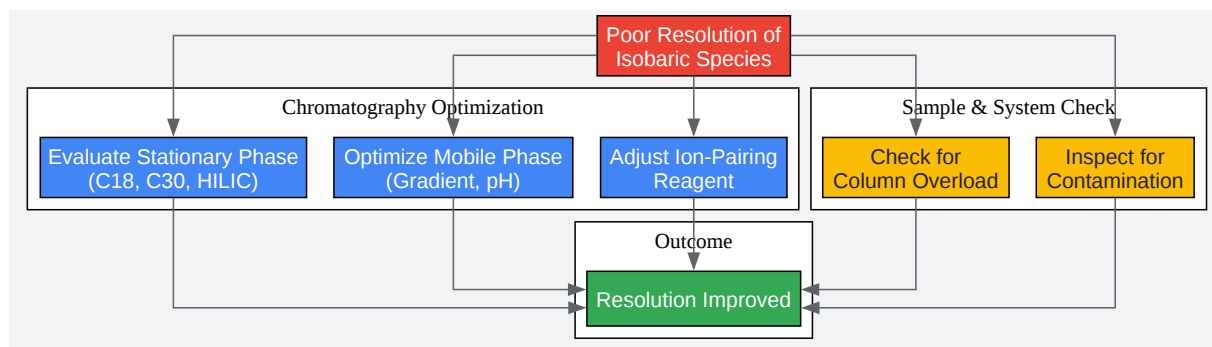 Poor Resolution of
Isobaric Species
Chromatography Optimization
Sample & System Check
Evaluate Stationary Phase
(C18, C30, HILIC)
Optimize Mobile Phase
(Gradient, pH)
Adjust Ion-Pairing
Reagent
Check for
Column Overload
Inspect for
Contamination
Outcome
Resolution Improved